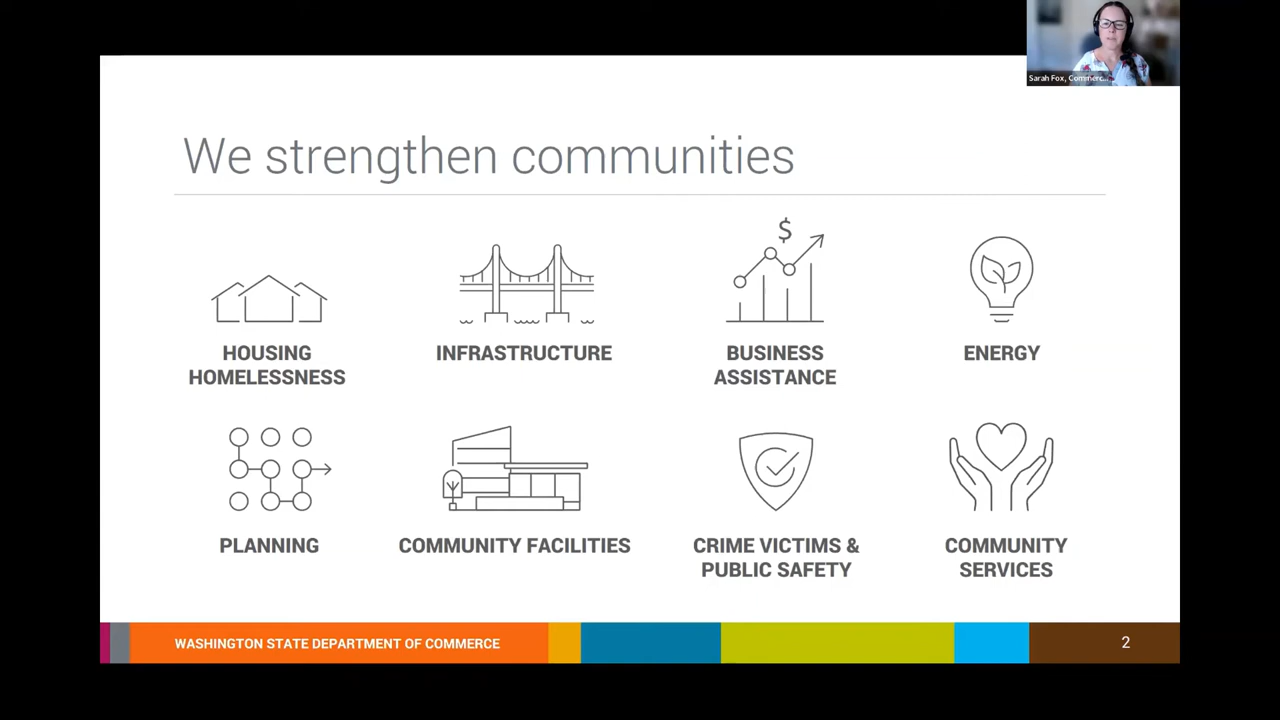 Sarah Fox, Commerc...
We strengthen communities
$
HOUSING
HOMELESSNESS
INFRASTRUCTURE
BUSINESS
ASSISTANCE
ENERGY
PLANNING
COMMUNITY FACILITIES
CRIME VICTIMS &
PUBLIC SAFETY
COMMUNITY
SERVICES
WASHINGTON STATE DEPARTMENT OF COMMERCE
2